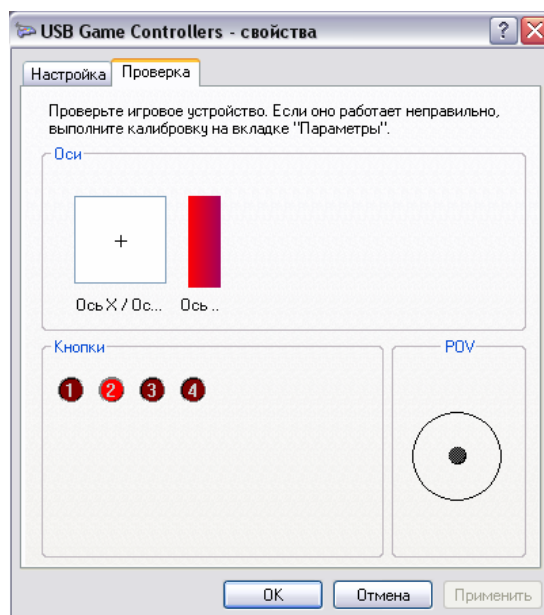 USB Game Controllers - свойства
Настройка
Проверка
Проверьте игровое устройство. Если оно работает неправильно,
выполните калибровку на вкладке "Параметры".
Оси
Ось X / Ос...
Ось ..
Кнопки
POV
1 2 3 4
OK
Отмена
Применить